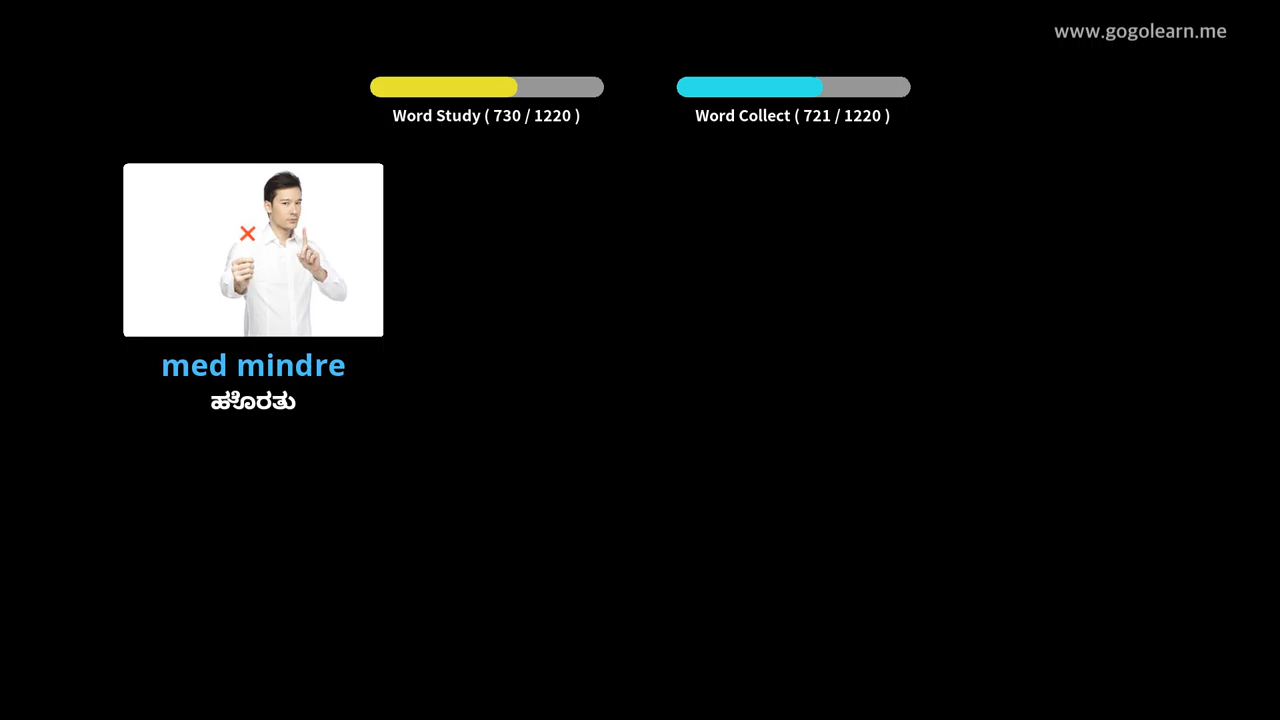 www.gogolearn.me
Word Study ( 730 / 1220 )
Word Collect ( 721 / 1220 )
med mindre
ಹೊರತು